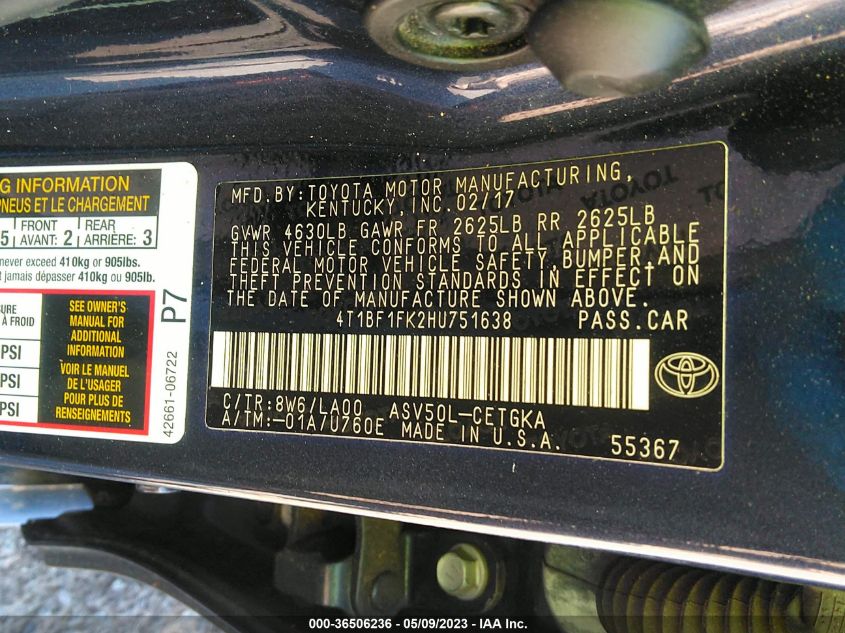 G INFORMATION
PNEUS ET LE CHARGEMENT
5 FRONT AVANT: 2 REAR ARRIÈRE: 3
never exceed 410kg or 905lbs.
t jamais dépasser 410kg ou 905lb.
SURE
À FROID
PSI
PSI
PSI
SEE OWNER'S
MANUAL FOR
ADDITIONAL
INFORMATION
VOIR LE MANUEL
DE L'USAGER
POUR PLUS DE
RENSEIGNEMENTS
P7
42661-06722
MFD. BY: TOYOTA MOTOR MANUFACTURING,
KENTUCKY, INC. 02/17
GVWR 4630LB GAWR FR 2625LB RR 2625LB
THIS VEHICLE CONFORMS TO ALL APPLICABLE
FEDERAL MOTOR VEHICLE SAFETY, BUMPER, AND
THEFT PREVENTION STANDARDS IN EFFECT ON
THE DATE OF MANUFACTURE SHOWN ABOVE.
4T1BF1FK2HU751638 PASS.CAR
C/TR:8W6/LA00 ASV50L-CETGKA
A/TM:-01A/U760E MADE IN U.S.A.
55367
000-36506236 - 05/09/2023 - IAA Inc.